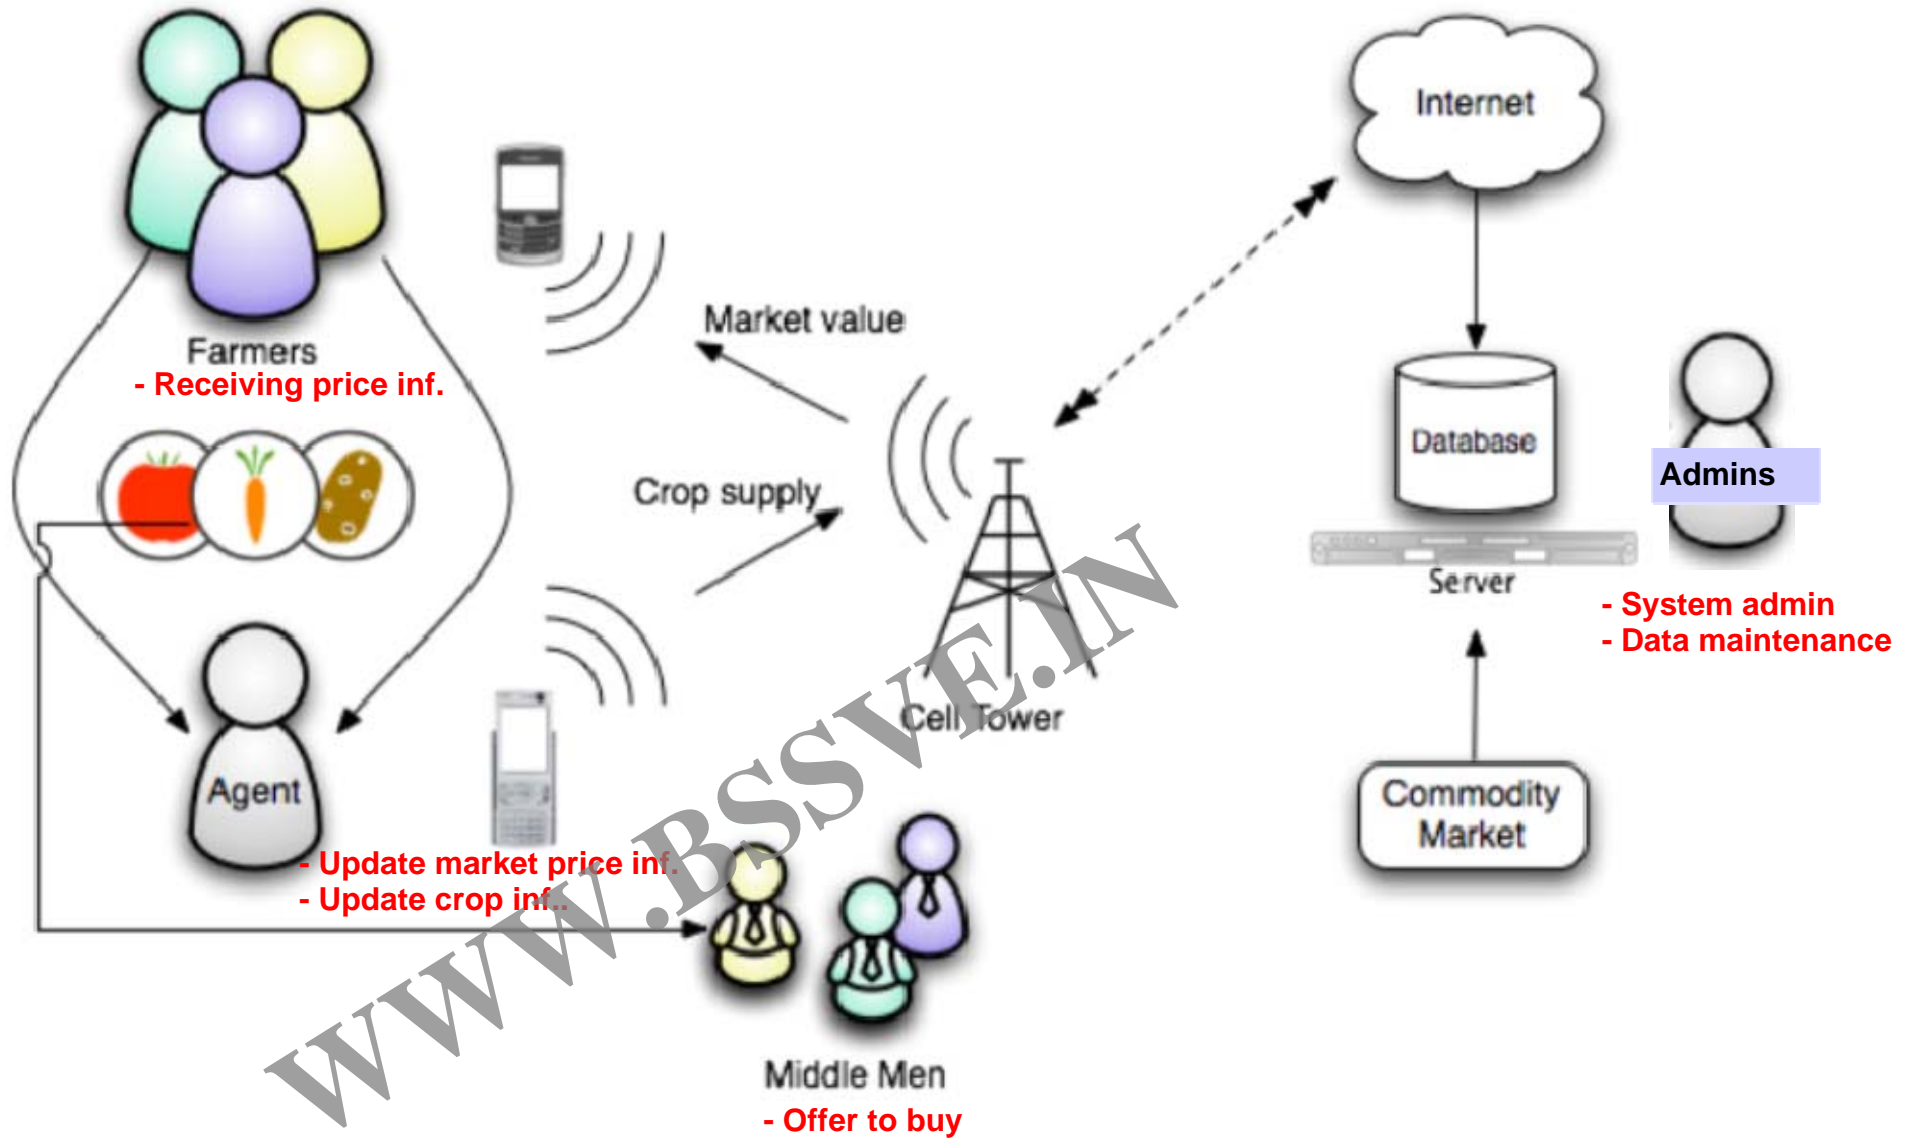 Internet
Market value
Farmers
- Receiving price inf.
Database
Admins
Crop supply
Server
- System admin
- Data maintenance
Cell Tower
Agent
Commodity
Market
- Update market price inf.
- Update crop inf..
Middle Men
- Offer to buy
WWW.BSSVE.IN